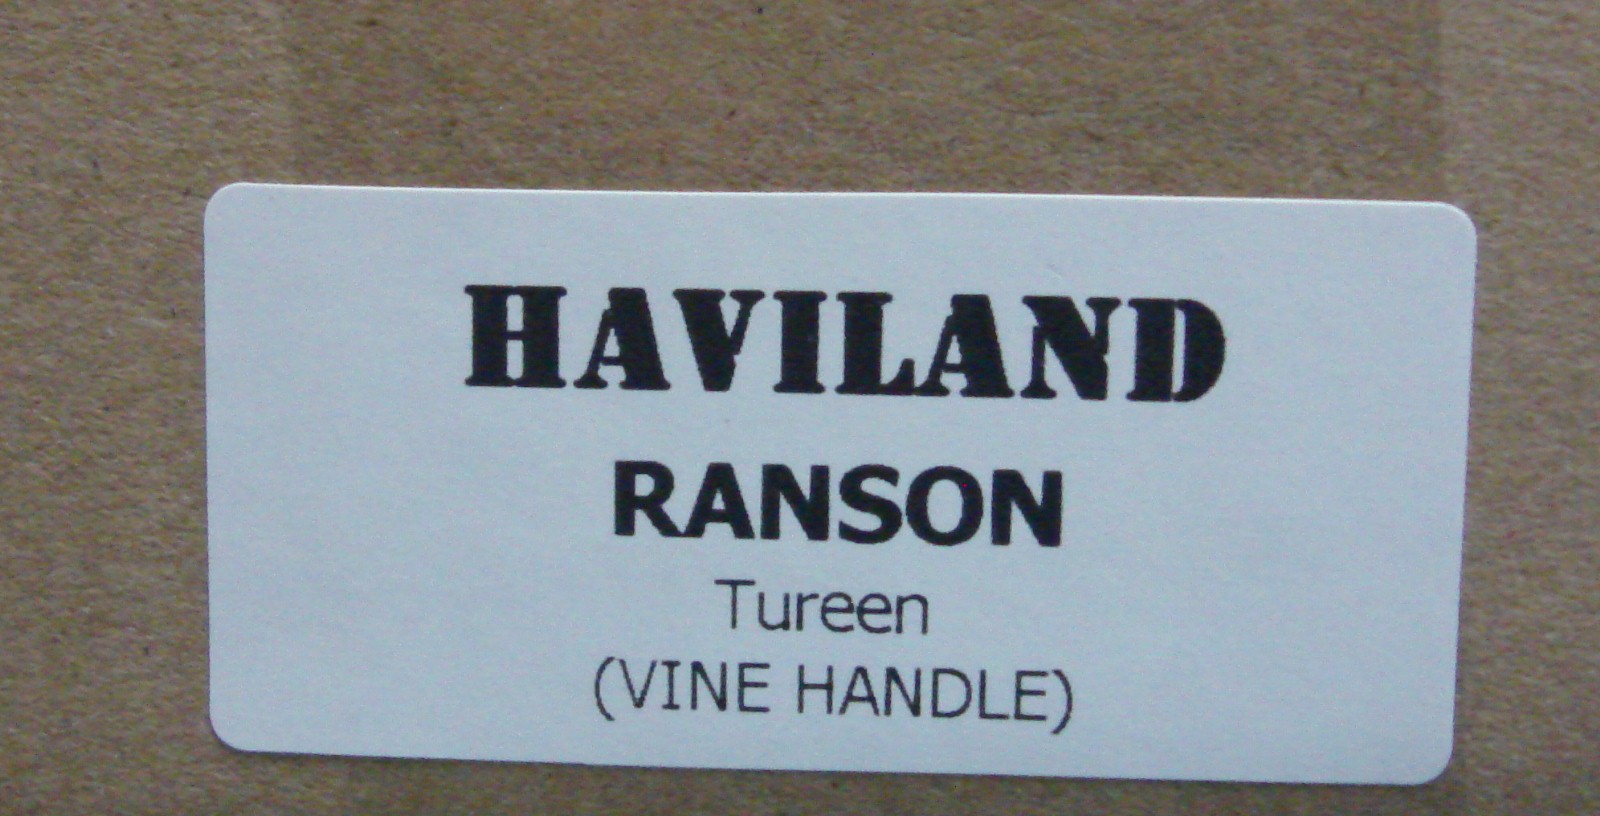 HAVILAND
RANSON
Tureen
(VINE HANDLE)